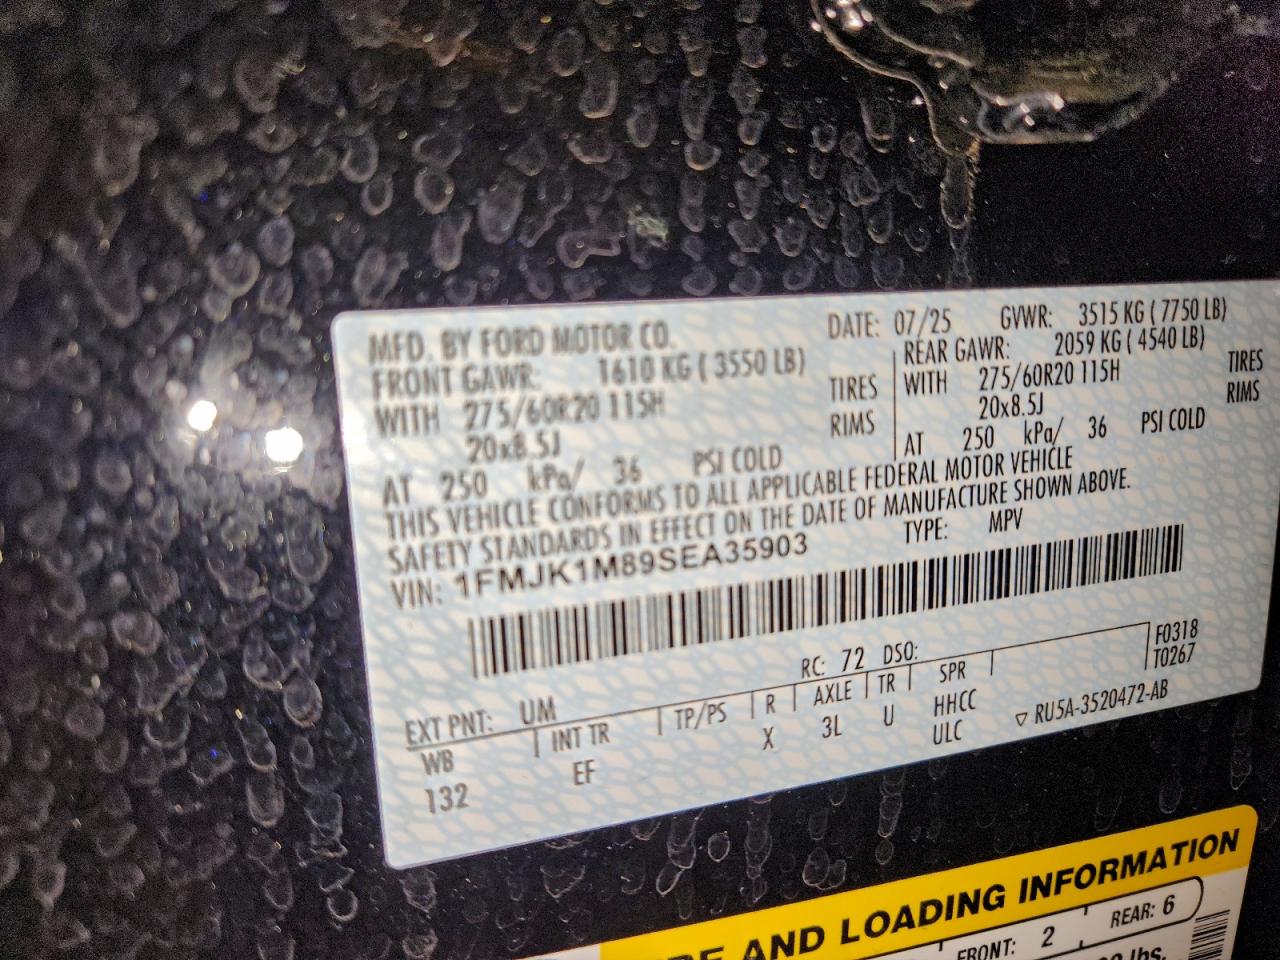 MFD. BY FORD MOTOR CO. DATE: 07/25 GVWR: 3515 KG ( 7750 LB)
FRONT GAWR: 1610 KG ( 3550 LB) REAR GAWR: 2059 KG ( 4540 LB)
WITH 275/60R20 115H TIRES WITH 275/60R20 115H TIRES
20x8.5J RIMS 20x8.5J RIMS
AT 250 kPa/ 36 PSI COLD AT 250 kPa/ 36 PSI COLD
THIS VEHICLE CONFORMS TO ALL APPLICABLE FEDERAL MOTOR VEHICLE
SAFETY STANDARDS IN EFFECT ON THE DATE OF MANUFACTURE SHOWN ABOVE.
VIN: 1FMJK1M89SEA35903 TYPE: MPV
F0318
T0267
EXT PNT: UM RC: 72 DSO:
WB INT TR TP/PS R AXLE TR SPR
132 EF X 3L U HHCC
ULC
▽ RU5A-3520472-AB
AND LOADING INFORMATION
FRONT: 2 REAR: 6
lbs.